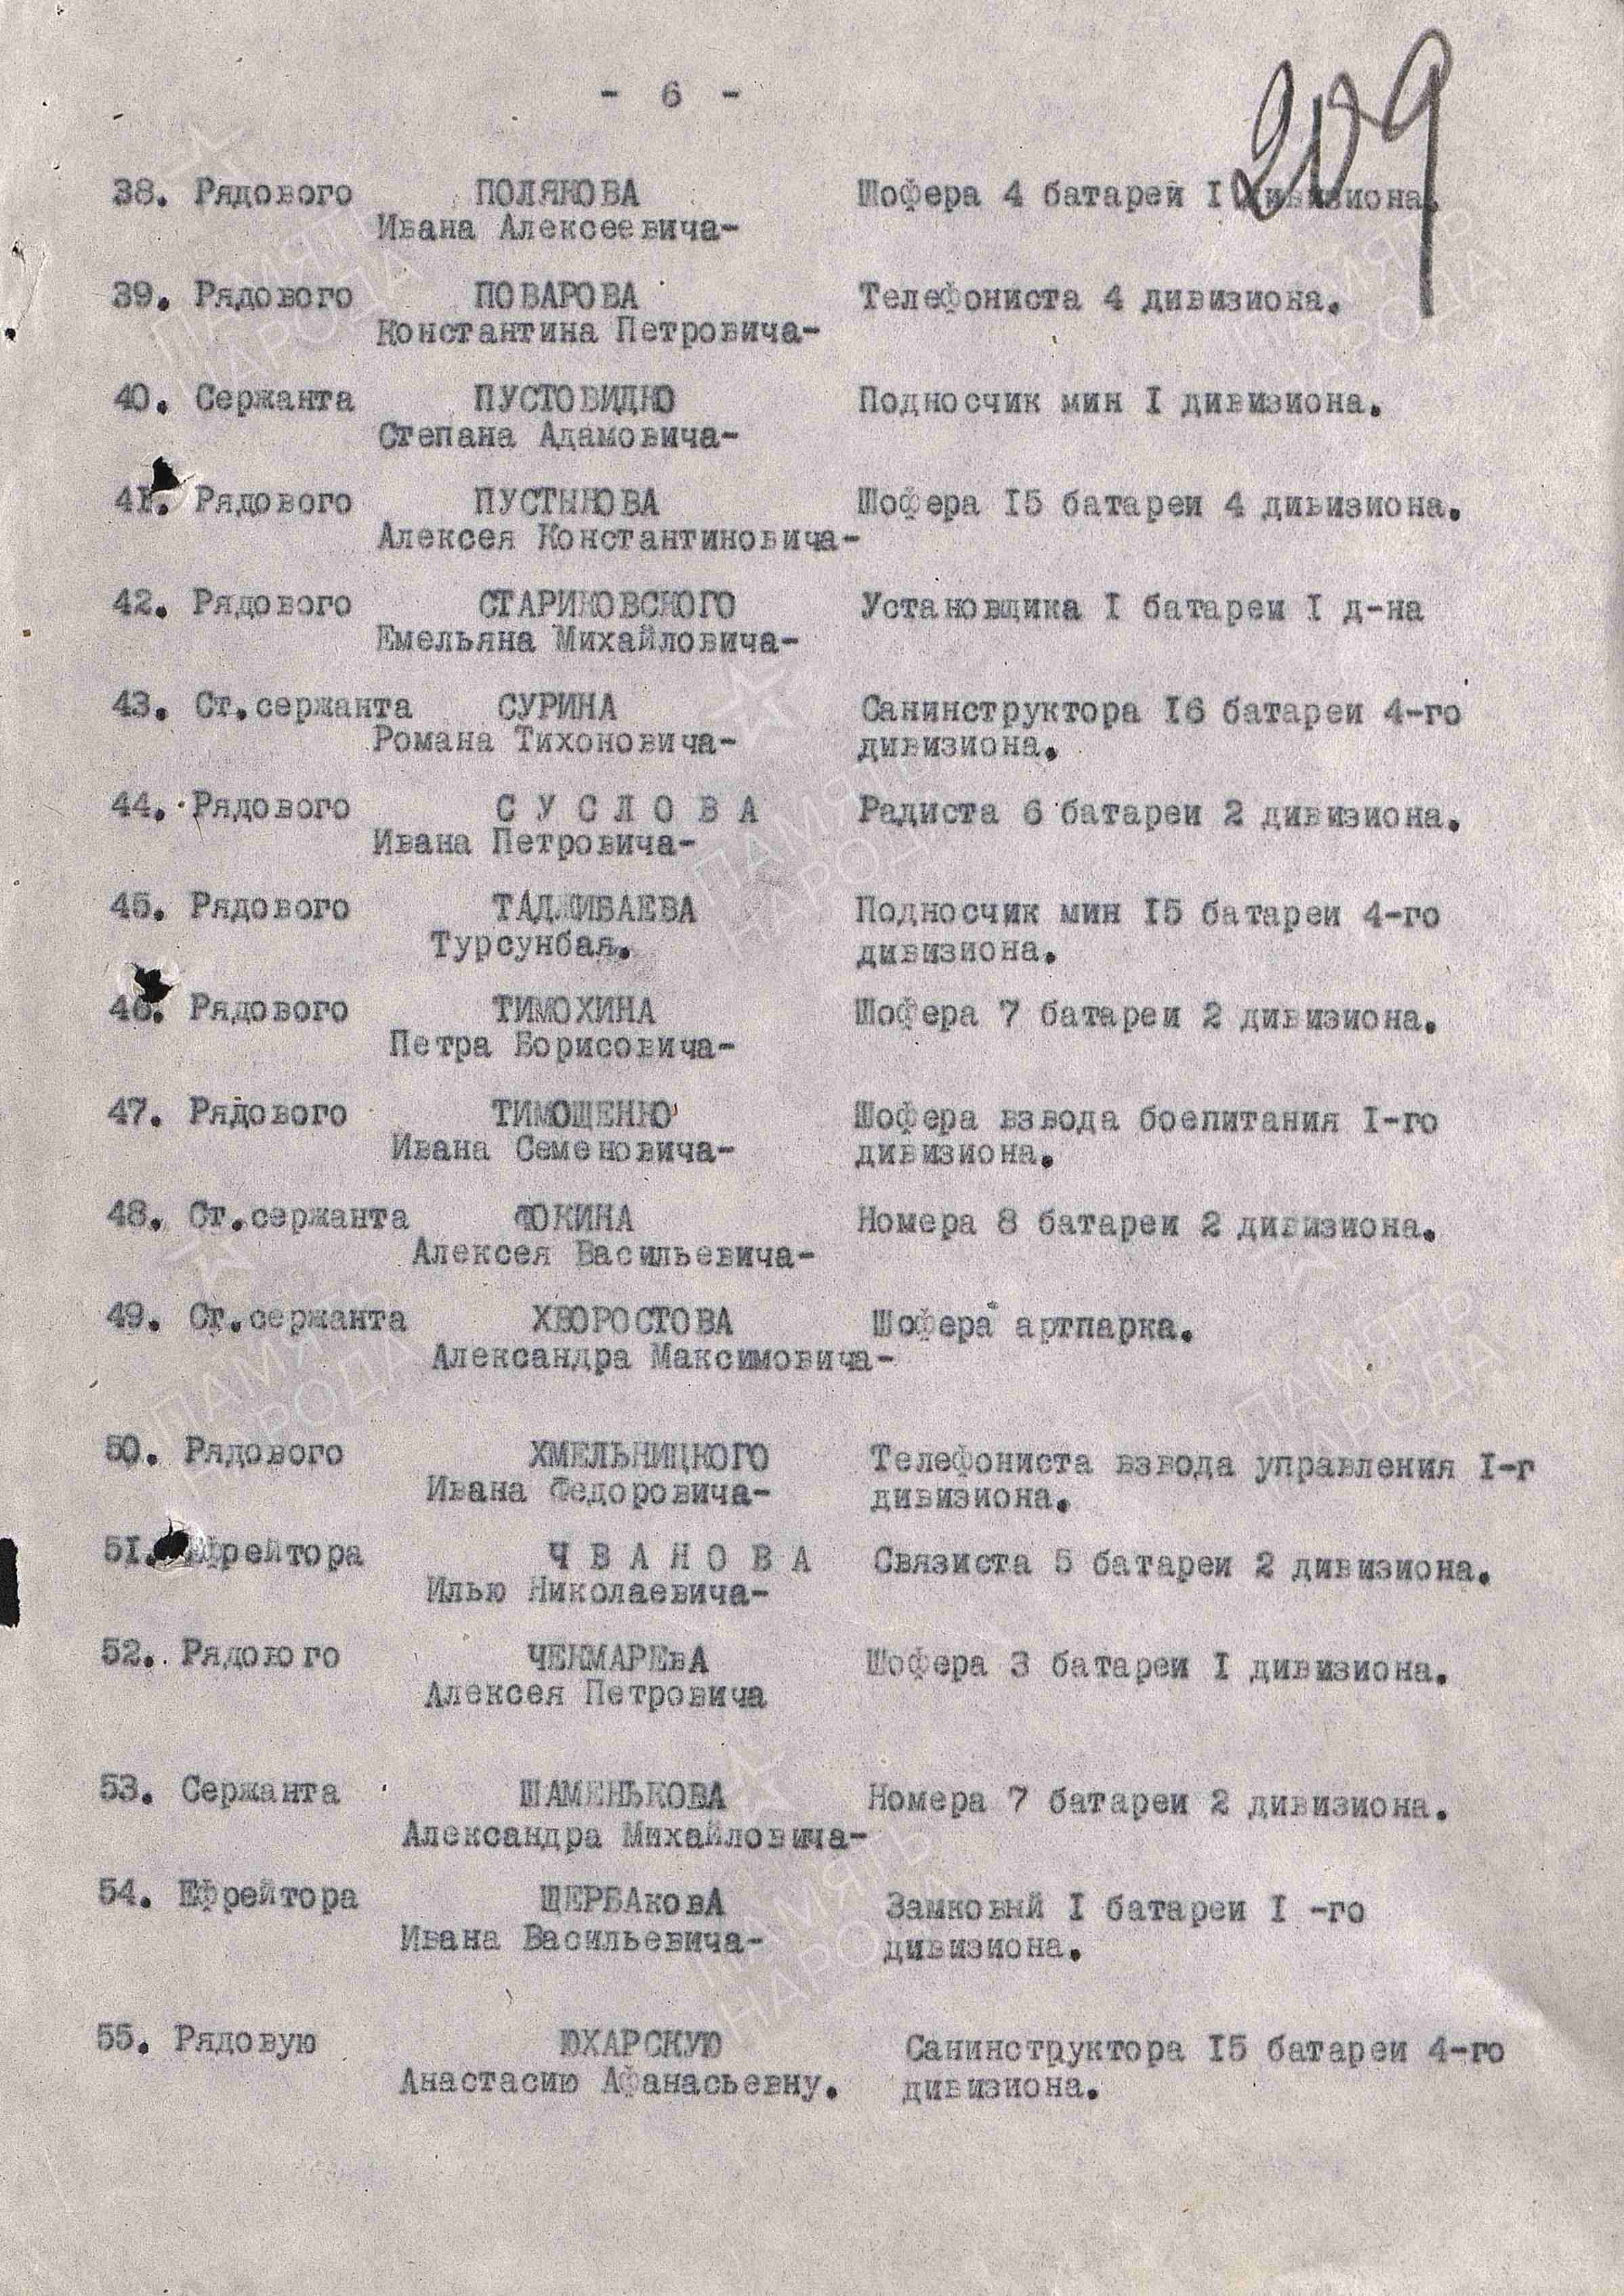 - 6 -
209
38. Рядового ПОЛЯКОВА Шофера 4 батарей I дивизиона.
Ивана Алексеевича-
39. Рядового ПОВАРОВА Телефониста 4 дивизиона.
Константина Петровича-
40. Сержанта ПУСТОВИДКО Подносчик мин I дивизиона.
Степана Адамовича-
41. Рядового ПУСТЫНОВА Шофера I5 батареи 4 дивизиона.
Алексея Константиновича-
42. Рядового СТАРИКОВСКОГО Установщика I батареи I д-на
Емельяна Михайловича-
43. Ст.сержанта СУРИНА Санинструктора I6 батареи 4-го
Романа Тихоновича- дивизиона.
44. Рядового С У С Л О В А Радиста 6 батареи 2 дивизиона.
Ивана Петровича-
45. Рядового ТАДЖИБАЕВА Подносчик мин I5 батареи 4-го
Турсунбая. дивизиона.
46. Рядового ТИМОХИНА Шофера 7 батареи 2 дивизиона.
Петра Борисовича-
47. Рядового ТИМОЩЕНКО Шофера взвода боепитания I-го
Ивана Семеновича- дивизиона.
48. Ст.сержанта ФОКИНА Номера 8 батареи 2 дивизиона.
Алексея Васильевича-
49. Ст.сержанта ХВОРОСТОВА Шофера артпарка.
Александра Максимовича-
50. Рядового ХМЕЛЬНИЦКОГО Телефониста взвода управления I-г
Ивана Федоровича- дивизиона.
51. Ефрейтора Ч В А Н О В А Связиста 5 батареи 2 дивизиона.
Илью Николаевича-
52. Рядоюго ЧЕКМАРЕвА Шофера 3 батареи I дивизиона.
Алексея Петровича
53. Сержанта ШАМЕНЬКОВА Номера 7 батареи 2 дивизиона.
Александра Михайловича-
54. Ефрейтора ЩЕРБАковА Замковый I батареи I -го
Ивана Васильевича- дивизиона.
55. Рядовую ЮХАРСКУЮ Санинструктора I5 батареи 4-го
Анастасию Афанасьевну. дивизиона.